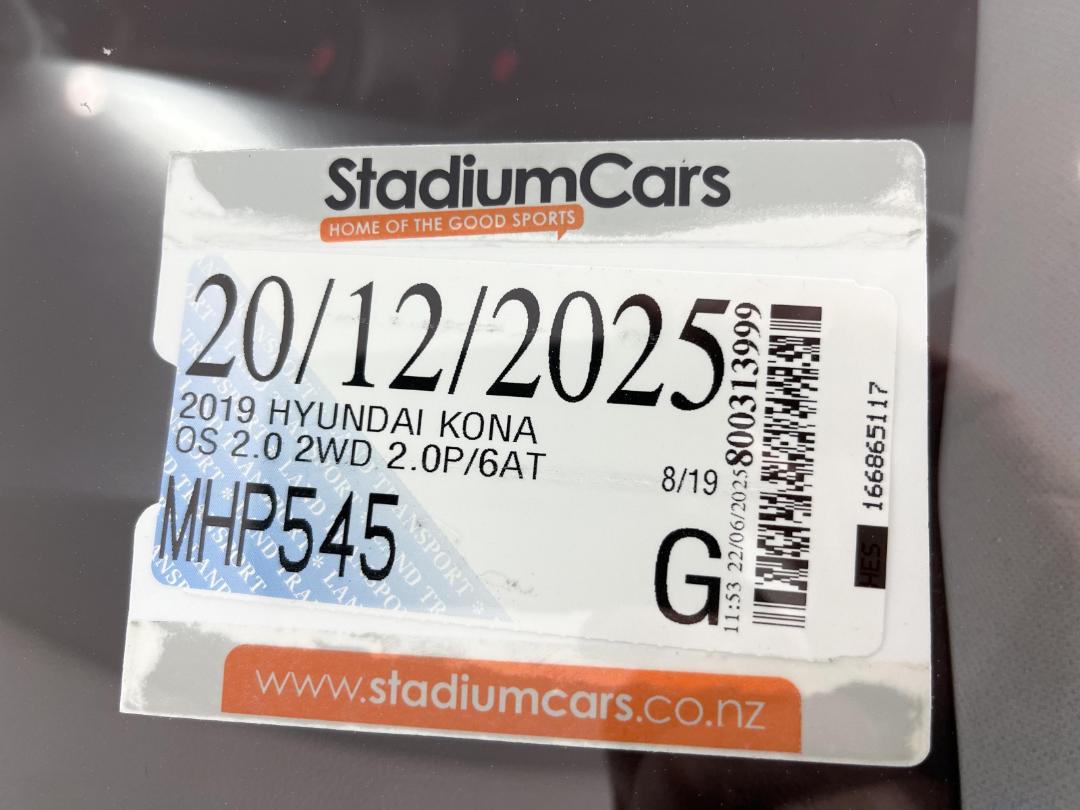 StadiumCars
HOME OF THE GOOD SPORTS
20/12/2025
2019 HYUNDAI KONA
OS 2.0 2WD 2.0P/6AT
8/19
MHP545
G
11:53 22/06/2025 800313999
HES 166865117
www.stadiumcars.co.nz